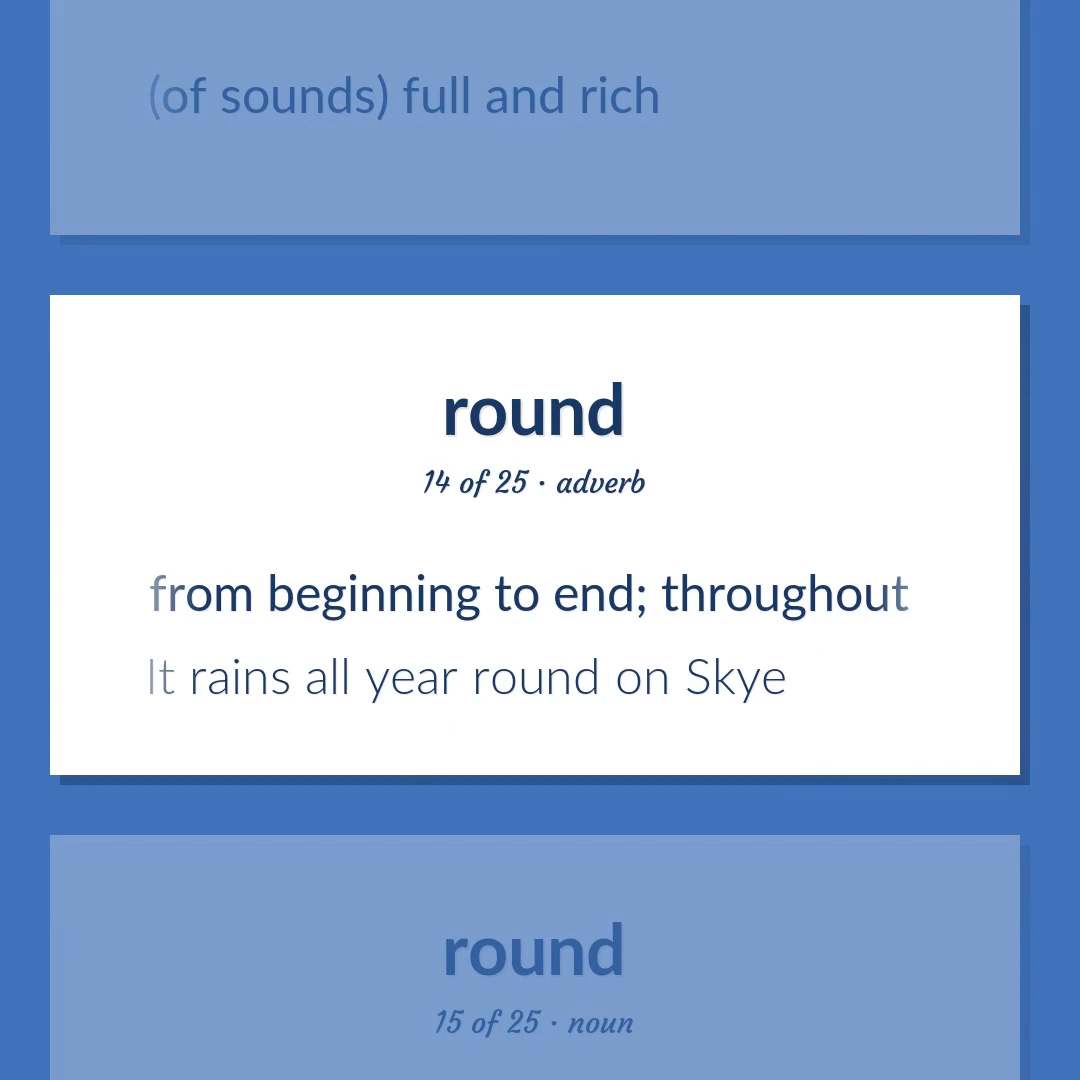 (of sounds) full and rich
round
14 of 25 · adverb
from beginning to end; throughout
It rains all year round on Skye
round
15 of 25 · noun